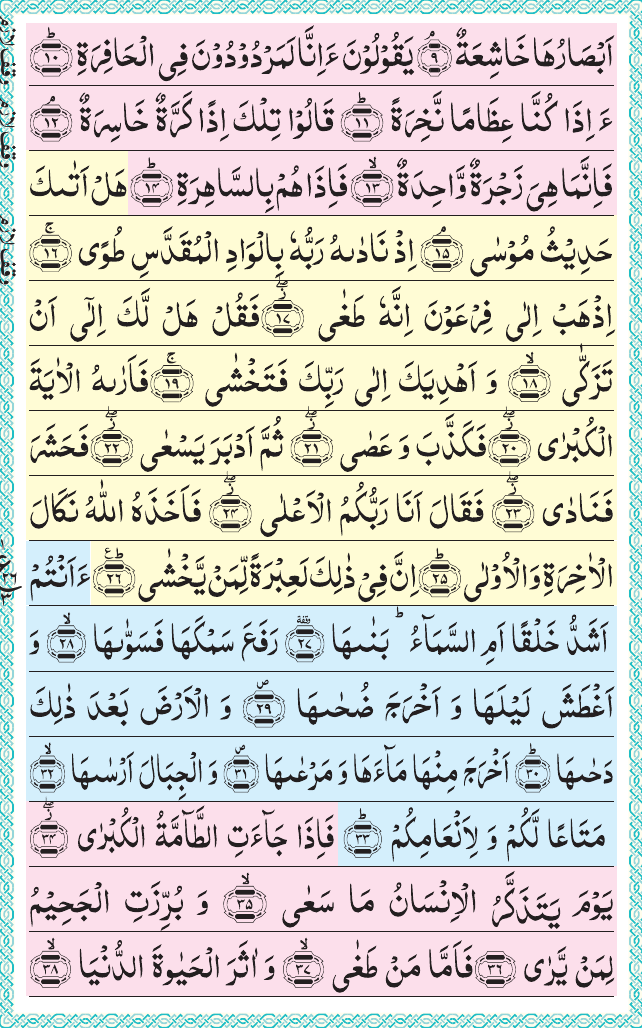 اَبْصَارُهَا خَاشِعَةٌ ﴿٩﴾ يَقُوْلُوْنَ ءَاِنَّا لَمَرْدُوْدُوْنَ فِى الْحَافِرَةِ ﴿١٠﴾
ءَاِذَا كُنَّا عِظَامًا نَّخِرَةً ﴿١١﴾ قَالُوْا تِلْكَ اِذًا كَرَّةٌ خَاسِرَةٌ ﴿١٢﴾
فَاِنَّمَا هِىَ زَجْرَةٌ وَّاحِدَةٌ ﴿١٣﴾ فَاِذَا هُمْ بِالسَّاهِرَةِ ﴿١٤﴾ هَلْ اَتٰىكَ
حَدِيْثُ مُوْسٰى ﴿١٥﴾ اِذْ نَادٰىهُ رَبُّهٗ بِالْوَادِ الْمُقَدَّسِ طُوًى ﴿١٦﴾
اِذْهَبْ اِلٰى فِرْعَوْنَ اِنَّهٗ طَغٰى ﴿١٧﴾ فَقُلْ هَلْ لَّكَ اِلٰٓى اَنْ
تَزَكّٰى ﴿١٨﴾ وَ اَهْدِيَكَ اِلٰى رَبِّكَ فَتَخْشٰى ﴿١٩﴾ فَاَرٰىهُ الْاٰيَةَ
الْكُبْرٰى ﴿٢٠﴾ فَكَذَّبَ وَ عَصٰى ﴿٢١﴾ ثُمَّ اَدْبَرَ يَسْعٰى ﴿٢٢﴾ فَحَشَرَ
فَنَادٰى ﴿٢٣﴾ فَقَالَ اَنَا رَبُّكُمُ الْاَعْلٰى ﴿٢٤﴾ فَاَخَذَهُ اللّٰهُ نَكَالَ
الْاٰخِرَةِ وَالْاُوْلٰى ﴿٢٥﴾ اِنَّ فِىْ ذٰلِكَ لَعِبْرَةً لِّمَنْ يَّخْشٰى ﴿٢٦﴾ ءَاَنْتُمْ
اَشَدُّ خَلْقًا اَمِ السَّمَآءُ ؕ بَنٰىهَا ﴿٢٧﴾ رَفَعَ سَمْكَهَا فَسَوّٰىهَا ﴿٢٨﴾ وَ
اَغْطَشَ لَيْلَهَا وَ اَخْرَجَ ضُحٰىهَا ﴿٢٩﴾ وَ الْاَرْضَ بَعْدَ ذٰلِكَ
دَحٰىهَا ﴿٣٠﴾ اَخْرَجَ مِنْهَا مَآءَهَا وَ مَرْعٰىهَا ﴿٣١﴾ وَ الْجِبَالَ اَرْسٰىهَا ﴿٣٢﴾
مَتَاعًا لَّكُمْ وَ لِاَنْعَامِكُمْ ﴿٣٣﴾ فَاِذَا جَآءَتِ الطَّآمَّةُ الْكُبْرٰى ﴿٣٤﴾
يَوْمَ يَتَذَكَّرُ الْاِنْسَانُ مَا سَعٰى ﴿٣٥﴾ وَ بُرِّزَتِ الْجَحِيْمُ
لِمَنْ يَّرٰى ﴿٣٦﴾ فَاَمَّا مَنْ طَغٰى ﴿٣٧﴾ وَ اٰثَرَ الْحَيٰوةَ الدُّنْيَا ﴿٣٨﴾